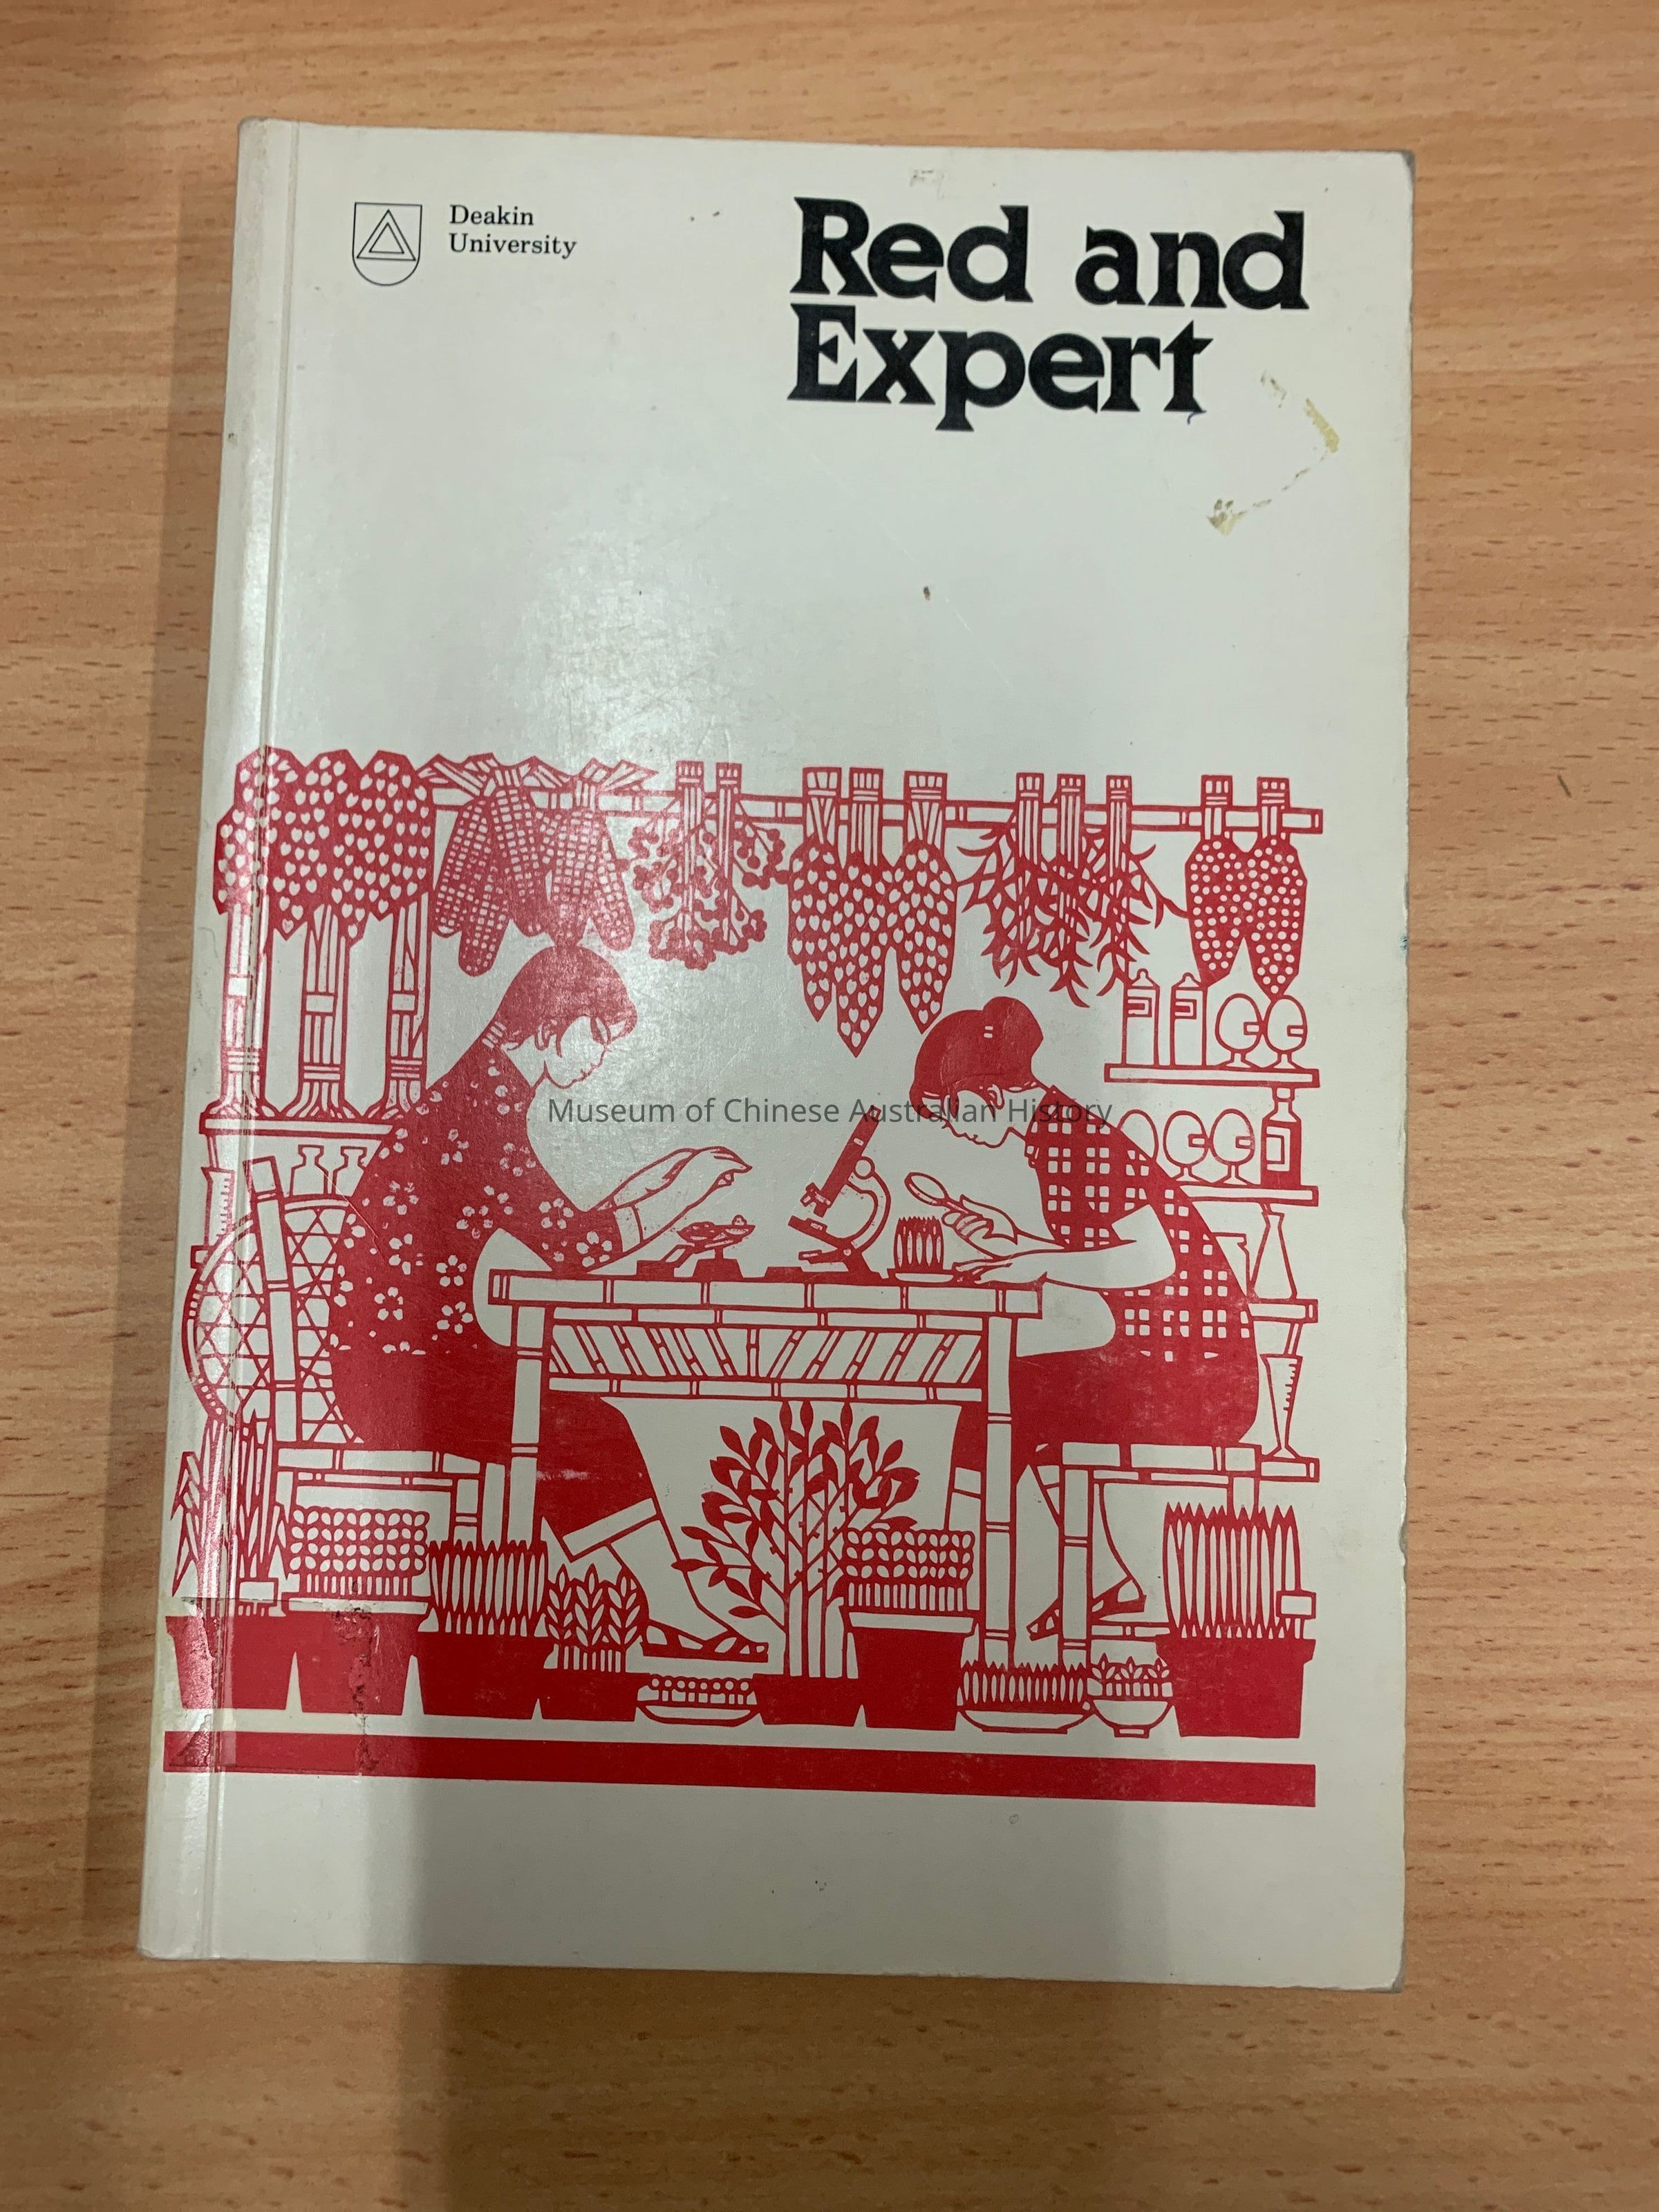 Deakin
University
Red and
Expert
Museum of Chinese Australian History